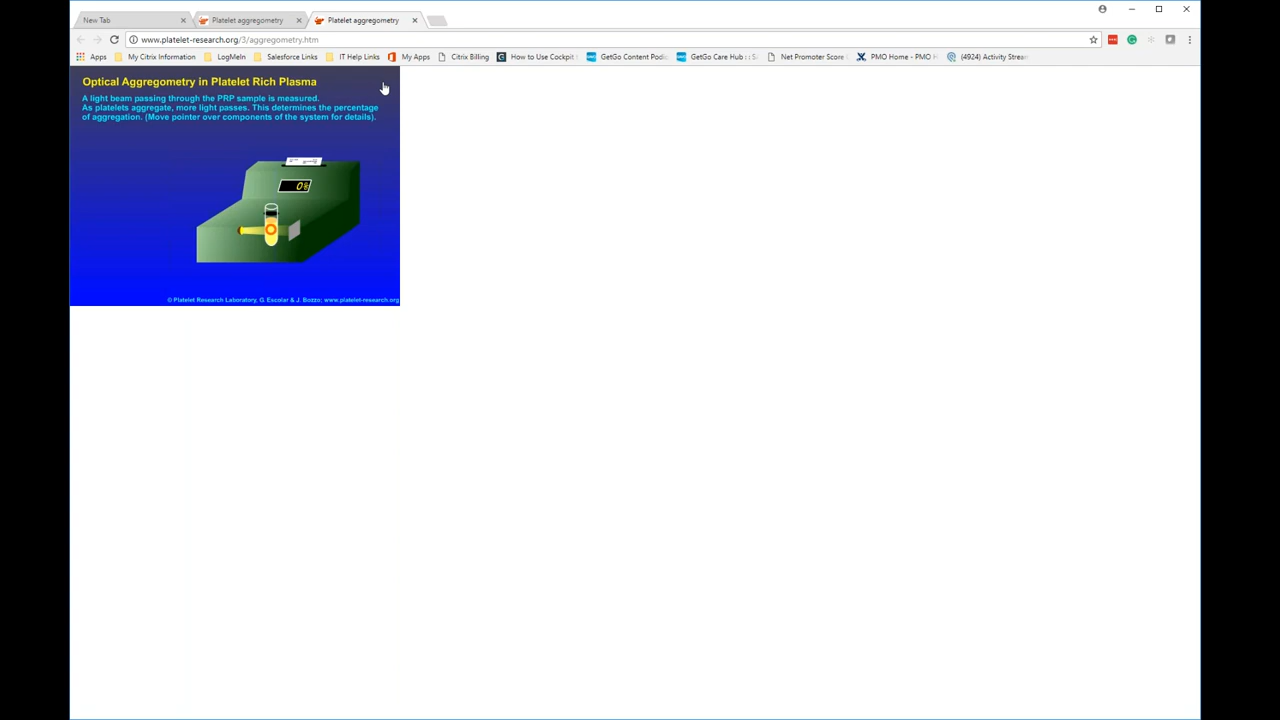 New Tab
Platelet aggregometry
Platelet aggregometry
www.platelet-research.org/3/aggregometry.htm
Apps My Citrix Information LogMeIn Salesforce Links IT Help Links My Apps Citrix Billing How to Use Cockpit GetGo Content Podio GetGo Care Hub :: S Net Promoter Score PMO Home - PMO H (4924) Activity Stream
Optical Aggregometry in Platelet Rich Plasma
A light beam passing through the PRP sample is measured.
As platelets aggregate, more light passes. This determines the percentage
of aggregation. (Move pointer over components of the system for details).
0%
© Platelet Research Laboratory, G. Escolar & J. Bozzo; www.platelet-research.org